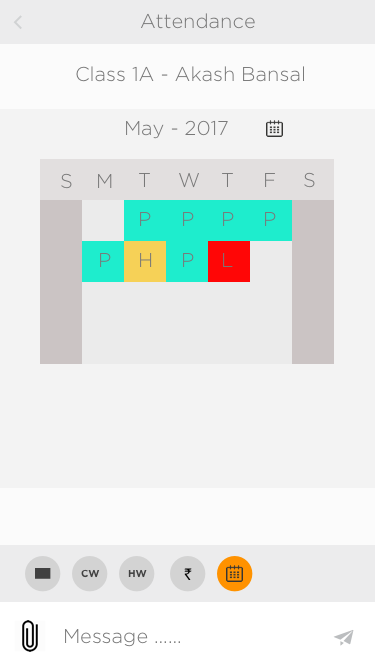 Attendance
Class 1A - Akash Bansal
May - 2017
S M T W T F S
P P P P
P H P L
CW HW ₹
Message ......